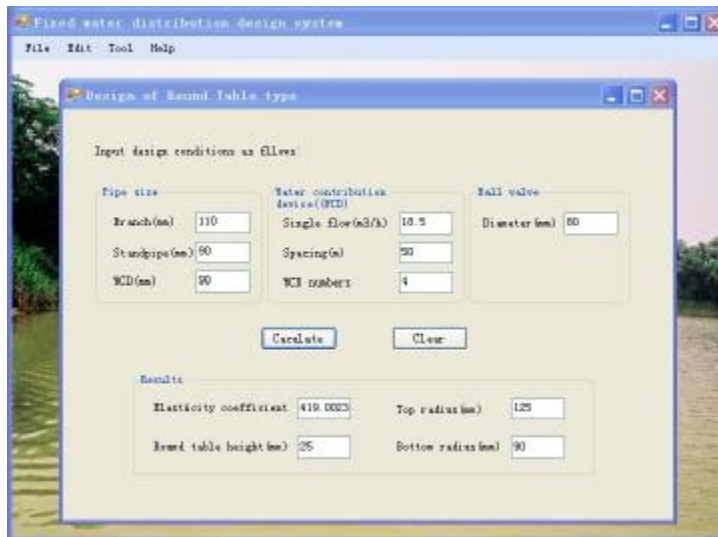 Fixed water distribution design system
File Edit Tool Help
Design of Round Table type
Input design conditions as fllows:
Pipe size
Branch(mm) 110
Standpipe(mm) 90
WCD(mm) 90
Water contribution device((WCD)
Single flow(m3/h) 18.5
Spacing(m) 50
WCD numbers 4
Ball valve
Diameter(mm) 80
Caculate Clear
Results
Elasticity coefficient 419.0023
Top radius(mm) 125
Round table height(mm) 25
Bottom radius(mm) 90